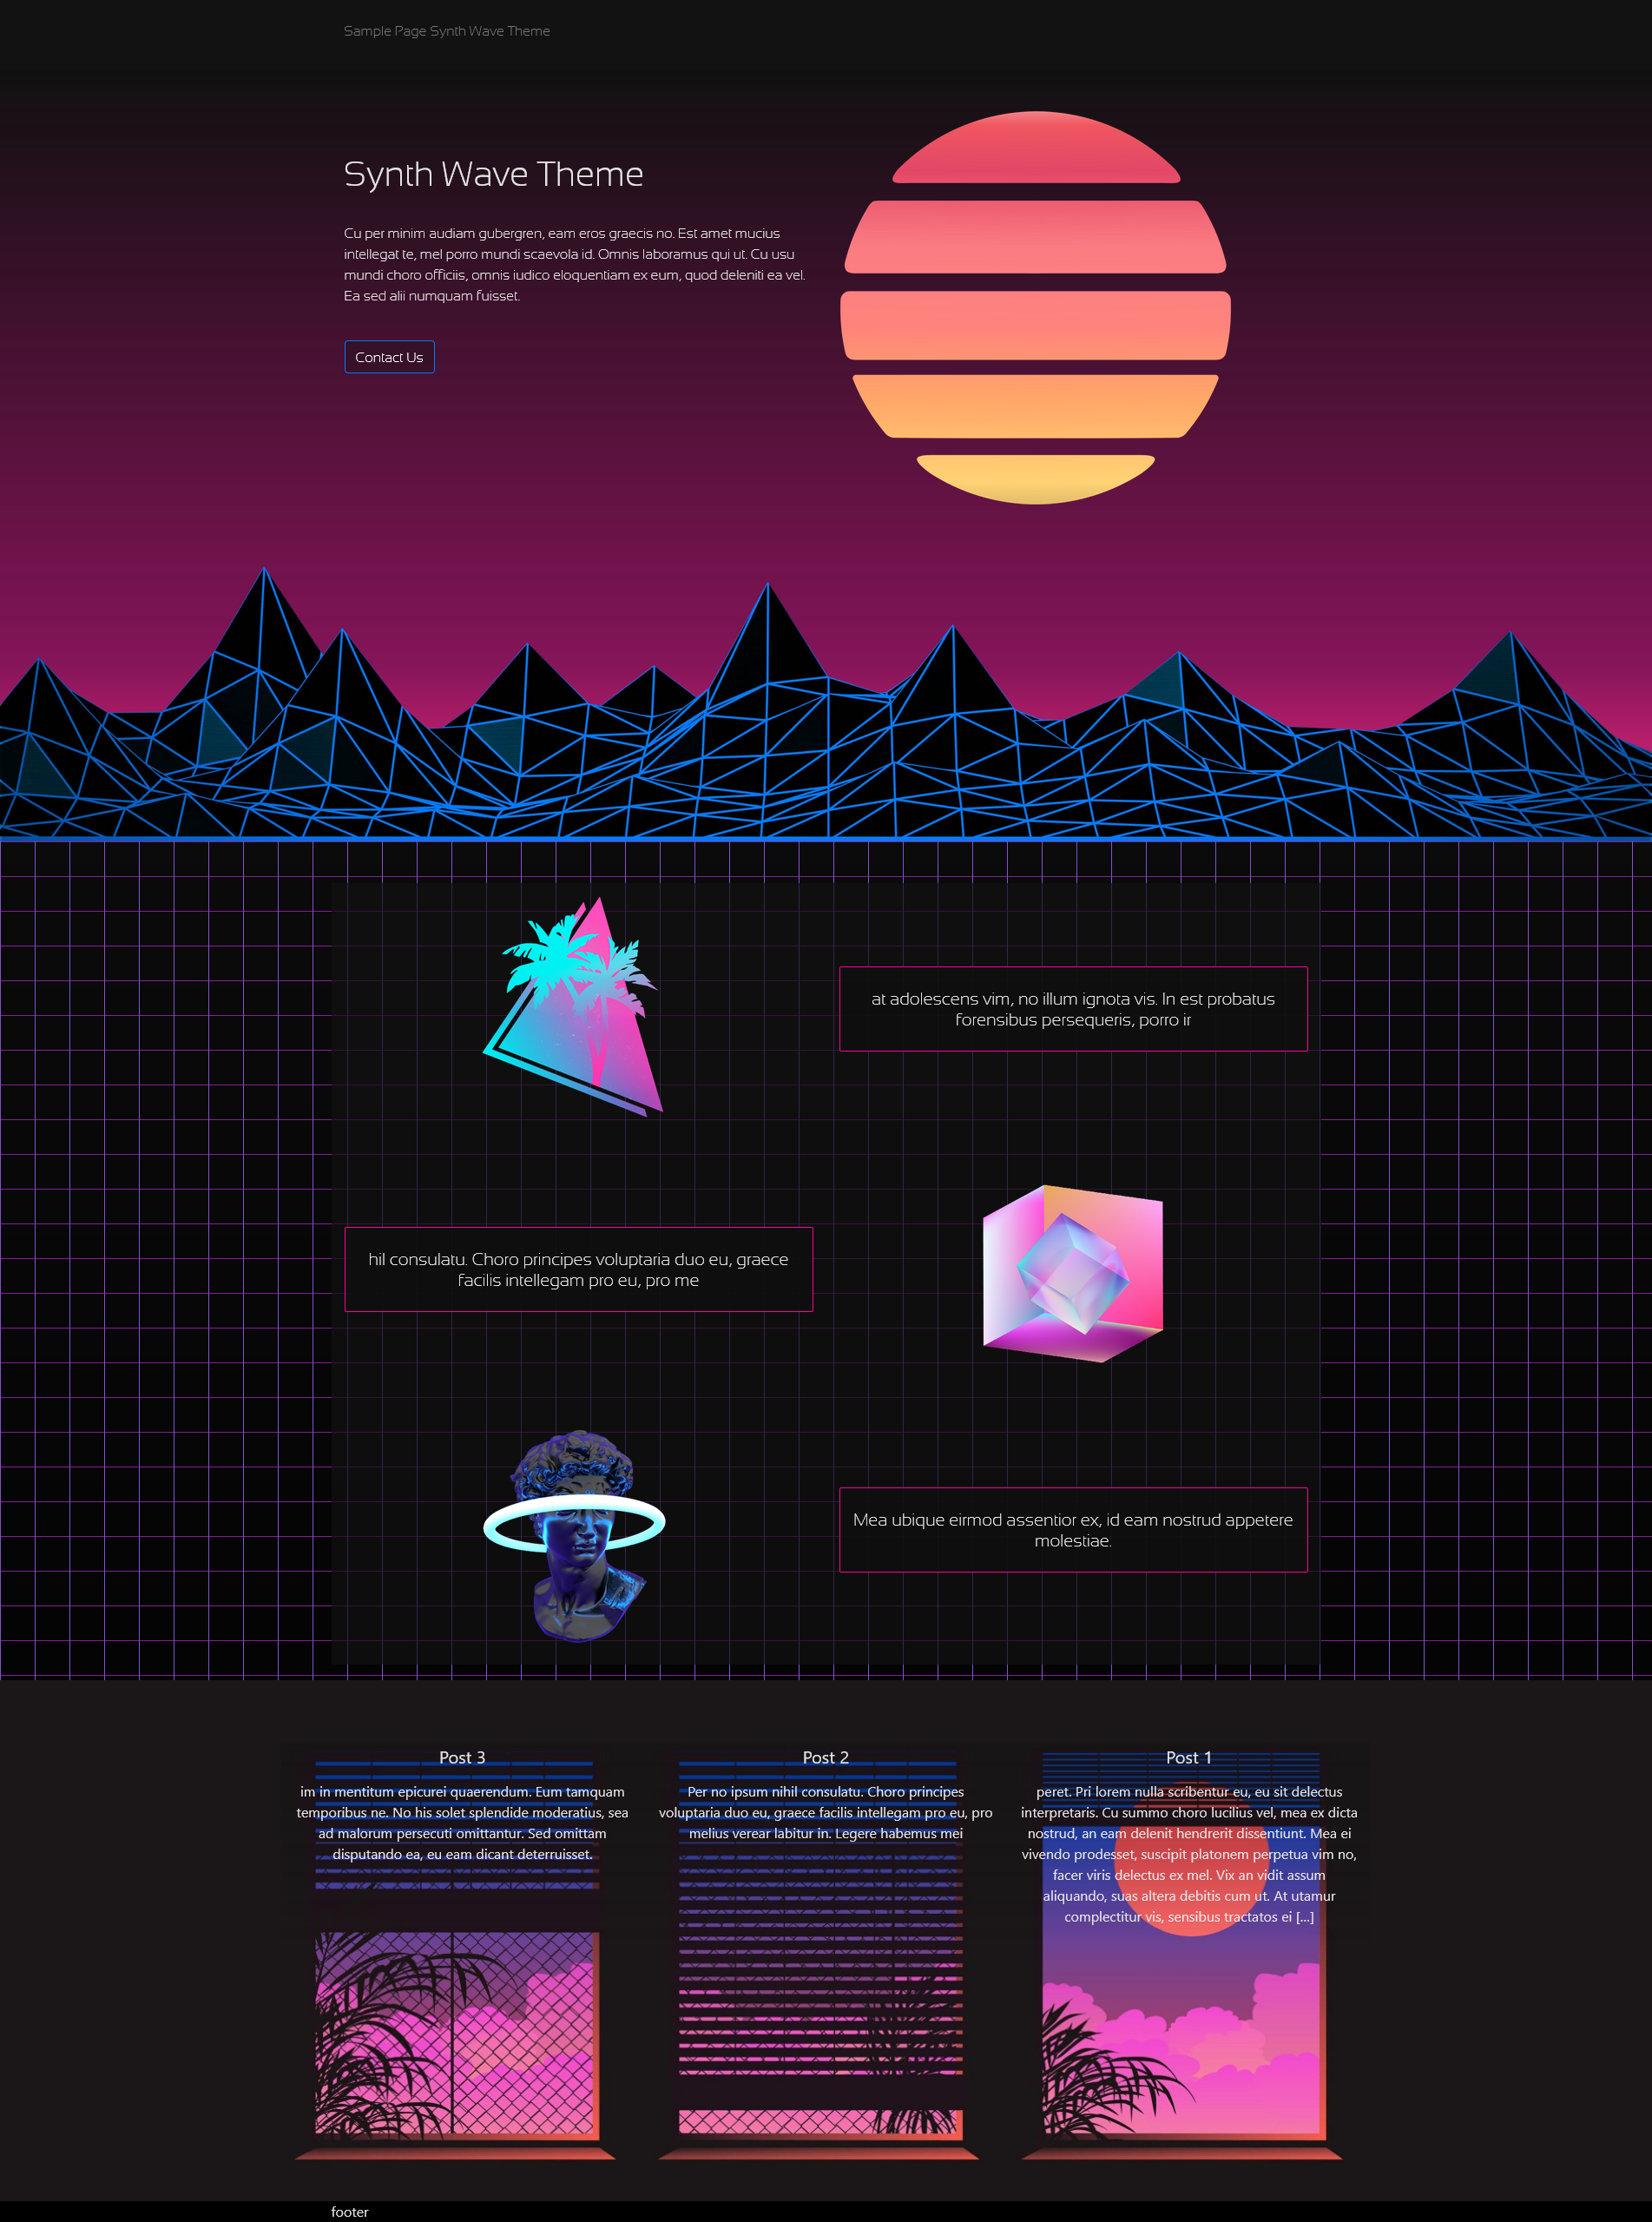 Sample Page Synth Wave Theme
Synth Wave Theme
Cu per minim audiam gubergren, eam eros graecis no. Est amet mucius
intellegat te, mel porro mundi scaevola id. Omnis laboramus qui ut. Cu usu
mundi choro officiis, omnis iudico eloquentiam ex eum, quod deleniti ea vel.
Ea sed alii numquam fuisset.
Contact Us
at adolescens vim, no illum ignota vis. In est probatus
forensibus persequeris, porro ir
hil consulatu. Choro principes voluptaria duo eu, graece
facilis intellegam pro eu, pro me
Mea ubique eirmod assentior ex, id eam nostrud appetere
molestiae.
Post 3
im in mentitum epicurei quaerendum. Eum tamquam
temporibus ne. No his solet splendide moderatius, sea
ad malorum persecuti omittantur. Sed omittam
disputando ea, eu eam dicant deterruisset.
Post 2
Per no ipsum nihil consulatu. Choro principes
voluptaria duo eu, graece facilis intellegam pro eu, pro
melius verear labitur in. Legere habemus mei
Post 1
peret. Pri lorem nulla scribentur eu, eu sit delectus
interpretaris. Cu summo choro lucilius vel, mea ex dicta
nostrud, an eam delenit hendrerit dissentiunt. Mea ei
vivendo prodesset, suscipit platonem perpetua vim no,
facer viris delectus ex mel. Vix an vidit assum
aliquando, suas altera debitis cum ut. At utamur
complectitur vis, sensibus tractatos ei [...]
footer